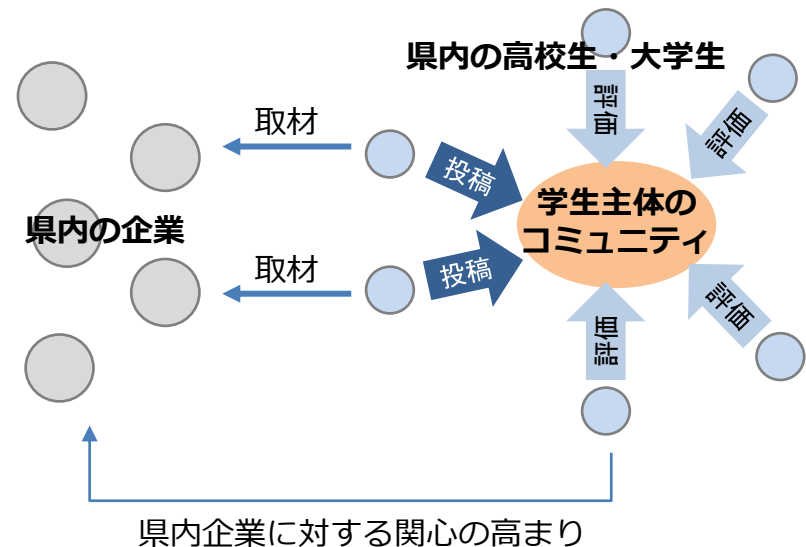 県内の高校生・大学生
評価
評価
取材
投稿
学生主体の
コミュニティ
県内の企業
取材
投稿
評価
評価
県内企業に対する関心の高まり